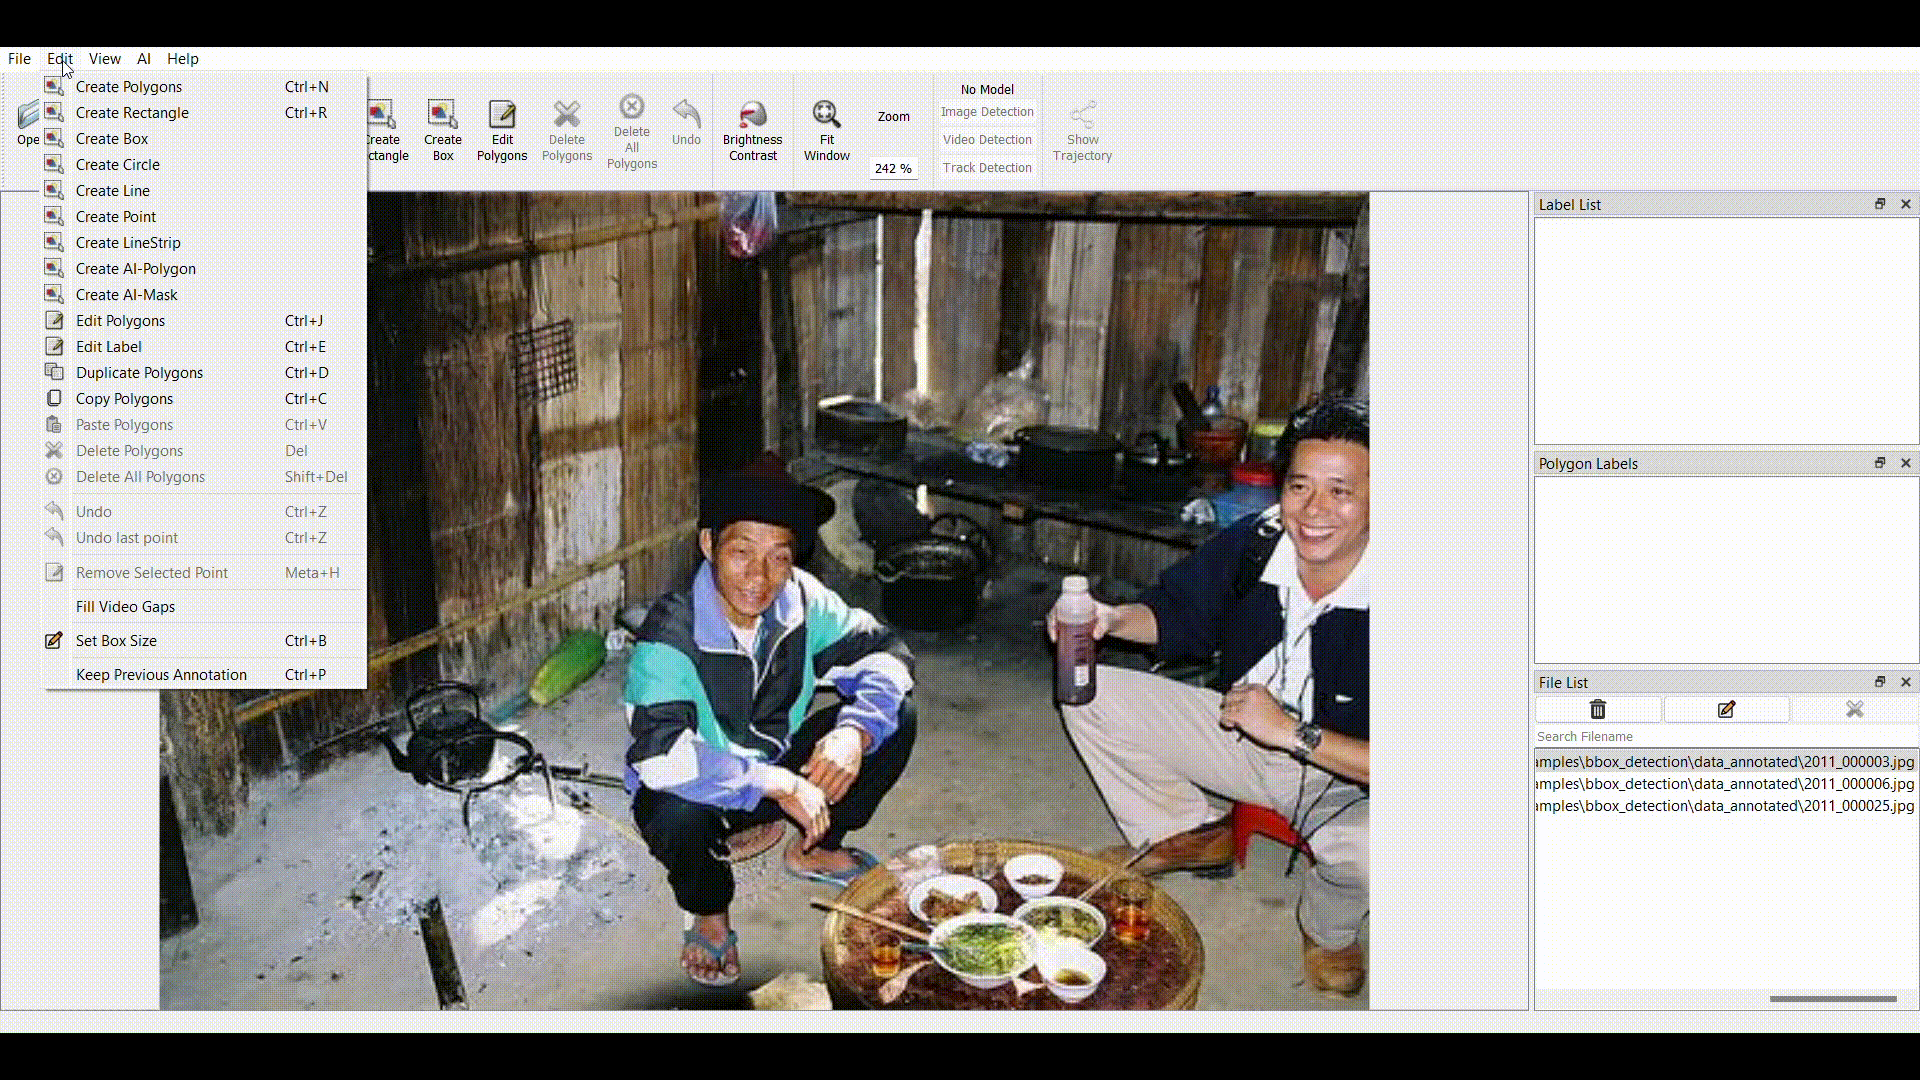 File Edit View AI Help
Create Polygons Ctrl+N
Create Rectangle Ctrl+R
Create Box
Create Circle
Create Line
Create Point
Create LineStrip
Create AI-Polygon
Create AI-Mask
Edit Polygons Ctrl+J
Edit Label Ctrl+E
Duplicate Polygons Ctrl+D
Copy Polygons Ctrl+C
Paste Polygons Ctrl+V
Delete Polygons Del
Delete All Polygons Shift+Del
Undo Ctrl+Z
Undo last point Ctrl+Z
Remove Selected Point Meta+H
Fill Video Gaps
Set Box Size Ctrl+B
Keep Previous Annotation Ctrl+P
Ope
Create
ctangle
Create
Box
Edit
Polygons
Delete
Polygons
Delete
All
Polygons
Undo
Brightness
Contrast
Fit
Window
Zoom
242 %
No Model
Image Detection
Video Detection
Track Detection
Show
Trajectory
Label List
Polygon Labels
File List
Search Filename
amples\bbox_detection\data_annotated\2011_000003.jpg
amples\bbox_detection\data_annotated\2011_000006.jpg
amples\bbox_detection\data_annotated\2011_000025.jpg